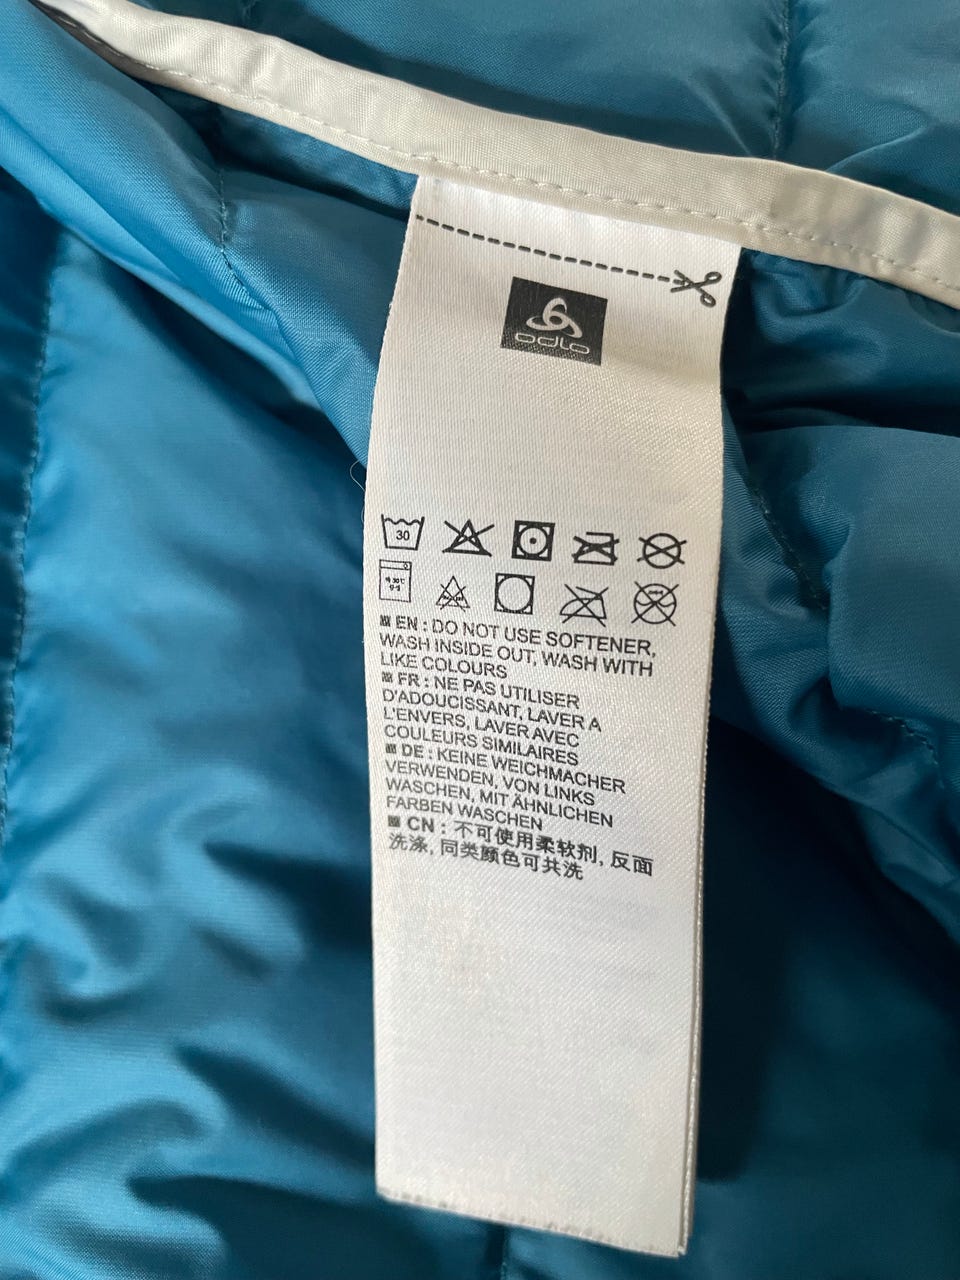 odlo
30
EN : DO NOT USE SOFTENER,
WASH INSIDE OUT, WASH WITH
LIKE COLOURS
FR : NE PAS UTILISER
D'ADOUCISSANT, LAVER A
L'ENVERS, LAVER AVEC
COULEURS SIMILAIRES
DE : KEINE WEICHMACHER
VERWENDEN, VON LINKS
WASCHEN, MIT ÄHNLICHEN
FARBEN WASCHEN
CN : 不可使用柔软剂, 反面
洗涤, 同类颜色可共洗